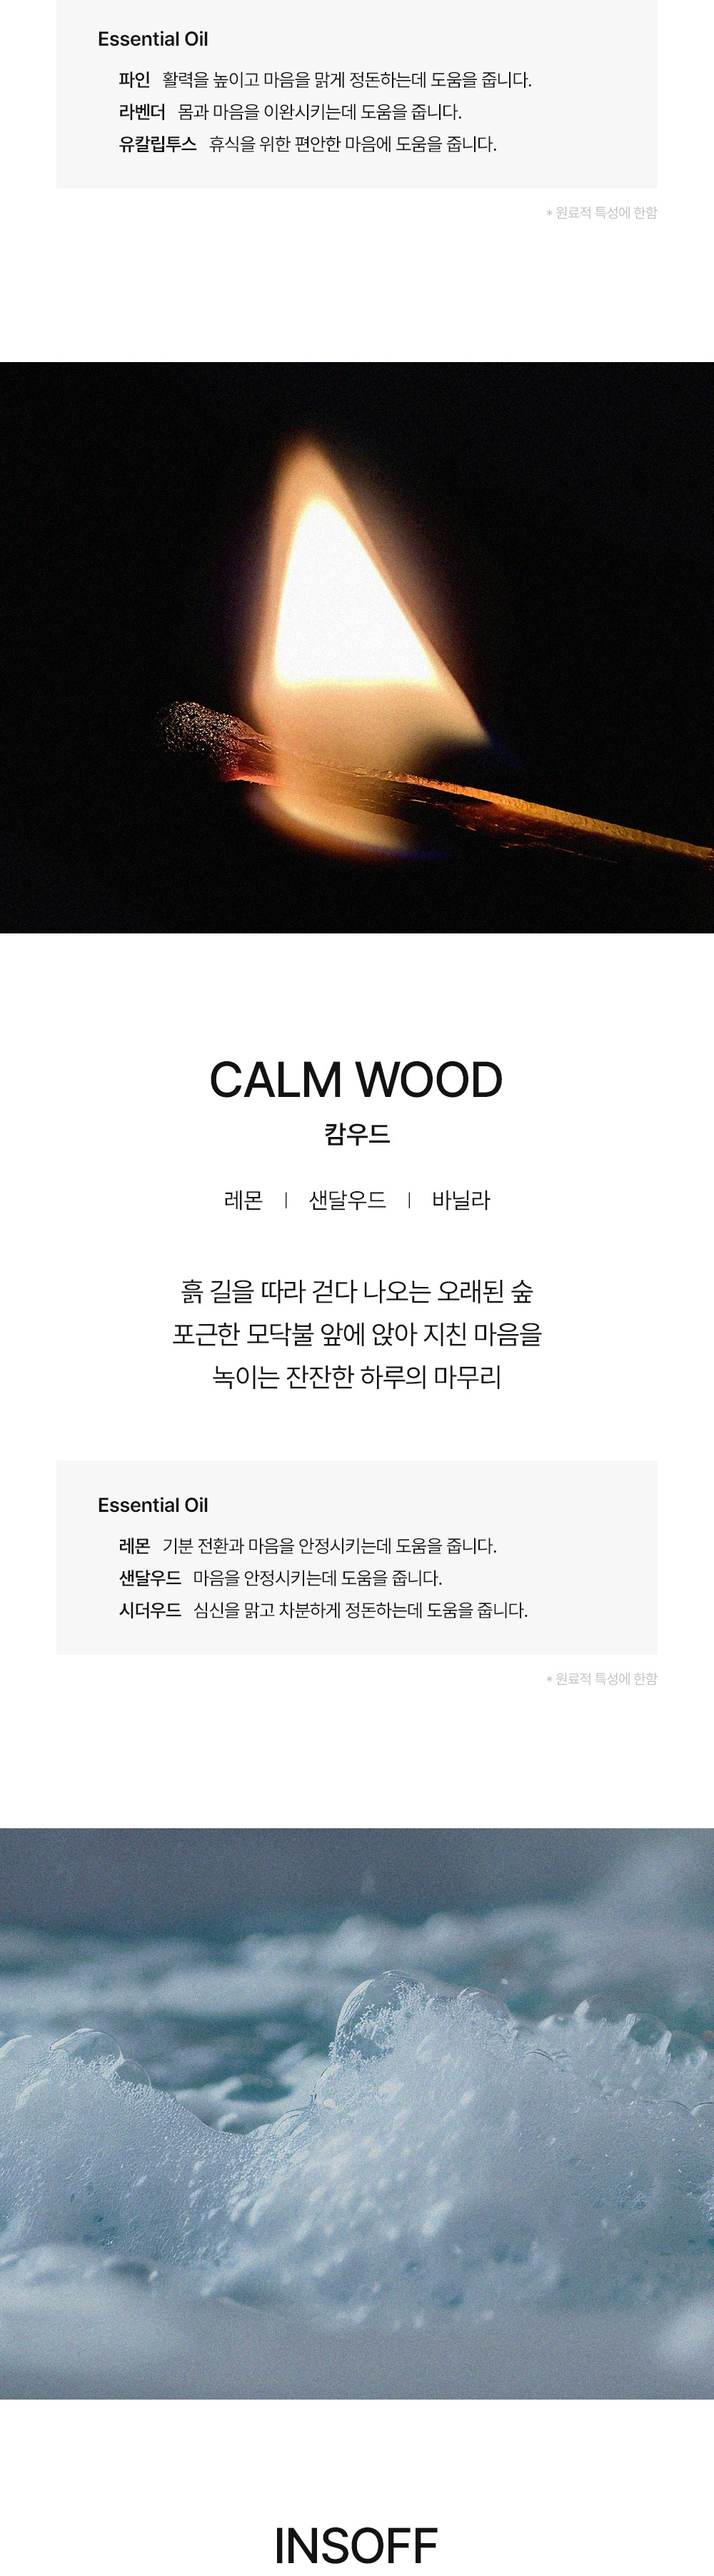 Essential Oil
파인 활력을 높이고 마음을 맑게 정돈하는데 도움을 줍니다.
라벤더 몸과 마음을 이완시키는데 도움을 줍니다.
유칼립투스 휴식을 위한 편안한 마음에 도움을 줍니다.
* 원료적 특성에 한함
CALM WOOD
캄우드
레몬 | 샌달우드 | 바닐라
흙 길을 따라 걷다 나오는 오래된 숲
포근한 모닥불 앞에 앉아 지친 마음을
녹이는 잔잔한 하루의 마무리
Essential Oil
레몬 기분 전환과 마음을 안정시키는데 도움을 줍니다.
샌달우드 마음을 안정시키는데 도움을 줍니다.
시더우드 심신을 맑고 차분하게 정돈하는데 도움을 줍니다.
* 원료적 특성에 한함
INSOFF